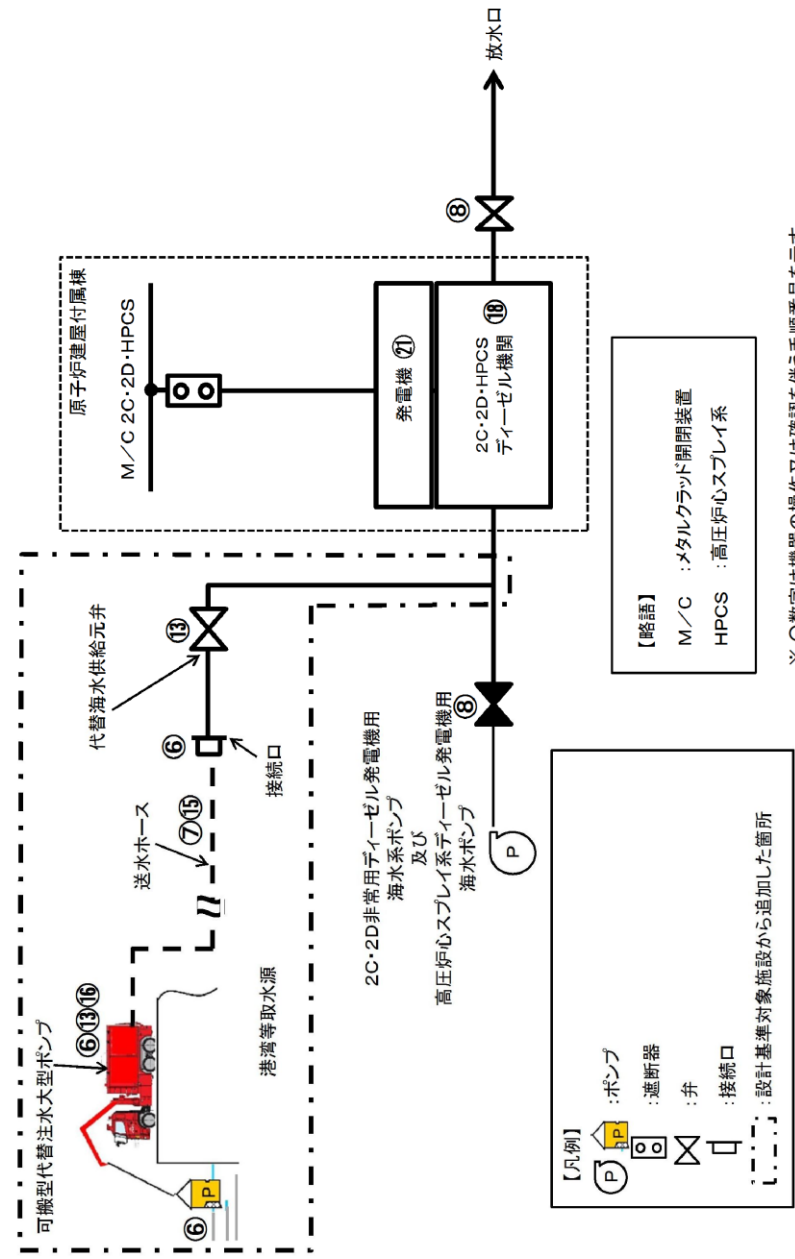 可搬型代替注水大型ポンプ
⑥⑬⑯
⑥
P
港湾等取水源
送水ホース
⑦⑮
⑥
接続口
代替海水供給元弁
⑬
原子炉建屋付属棟
M/C 2C・2D・HPCS
発電機 ㉑
2C・2D・HPCS
ディーゼル機関
⑱
⑧
放水口
2C・2D非常用ディーゼル発電機用
海水系ポンプ
及び
高圧炉心スプレイ系ディーゼル発電機用
海水ポンプ
⑧
P
【凡例】
P P :ポンプ
:遮断器
:弁
:接続口
:設計基準対象施設から追加した箇所
【略語】
M/C :メタルクラッド開閉装置
HPCS :高圧炉心スプレイ系